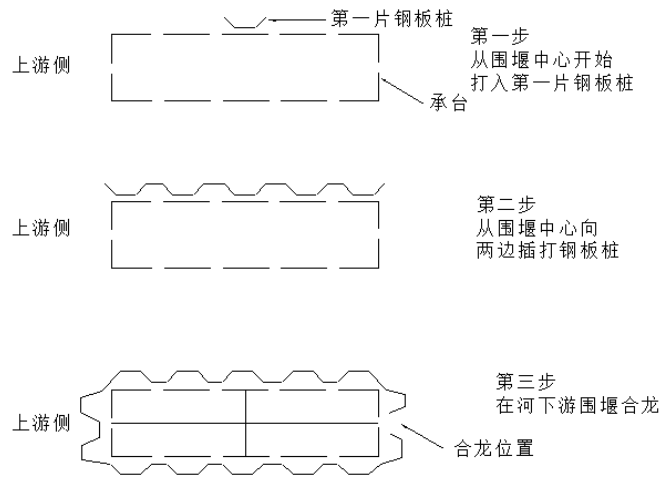 第一片钢板桩
第一步
从围堰中心开始
打入第一片钢板桩
上游侧
承台
第二步
从围堰中心向
两边插打钢板桩
上游侧
第三步
在河下游围堰合龙
上游侧
合龙位置